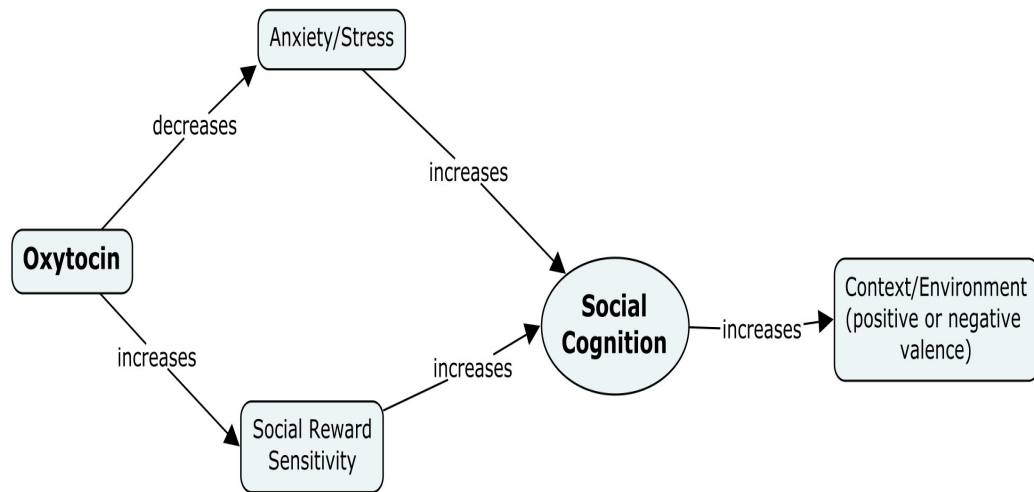 Anxiety/Stress
decreases
increases
Oxytocin
Social
Cognition
Context/Environment
(positive or negative
valence)
increases
increases
increases
Social Reward
Sensitivity